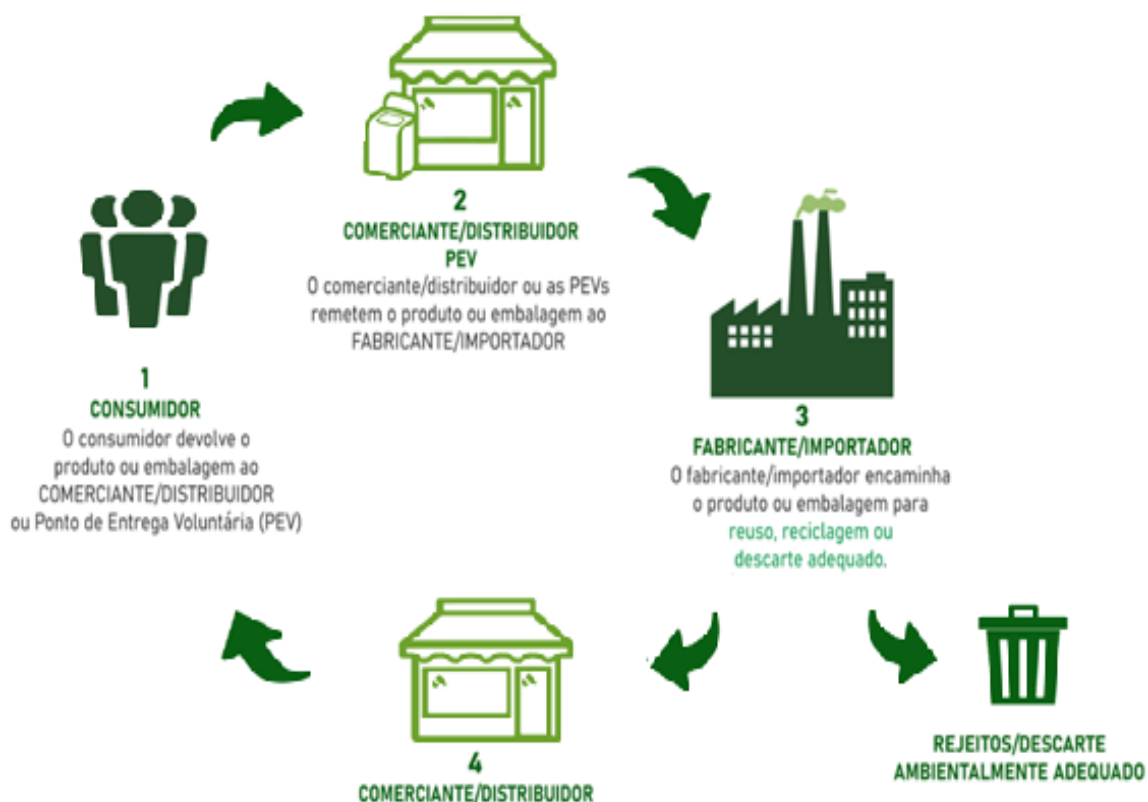 1
CONSUMIDOR
O consumidor devolve o
produto ou embalagem ao
COMERCIANTE/DISTRIBUIDOR
ou Ponto de Entrega Voluntária (PEV)
2
COMERCIANTE/DISTRIBUIDOR
PEV
O comerciante/distribuidor ou as PEVs
remetem o produto ou embalagem ao
FABRICANTE/IMPORTADOR
3
FABRICANTE/IMPORTADOR
O fabricante/importador encaminha
o produto ou embalagem para
reuso, reciclagem ou
descarte adequado.
4
COMERCIANTE/DISTRIBUIDOR
REJEITOS/DESCARTE
AMBIENTALMENTE ADEQUADO